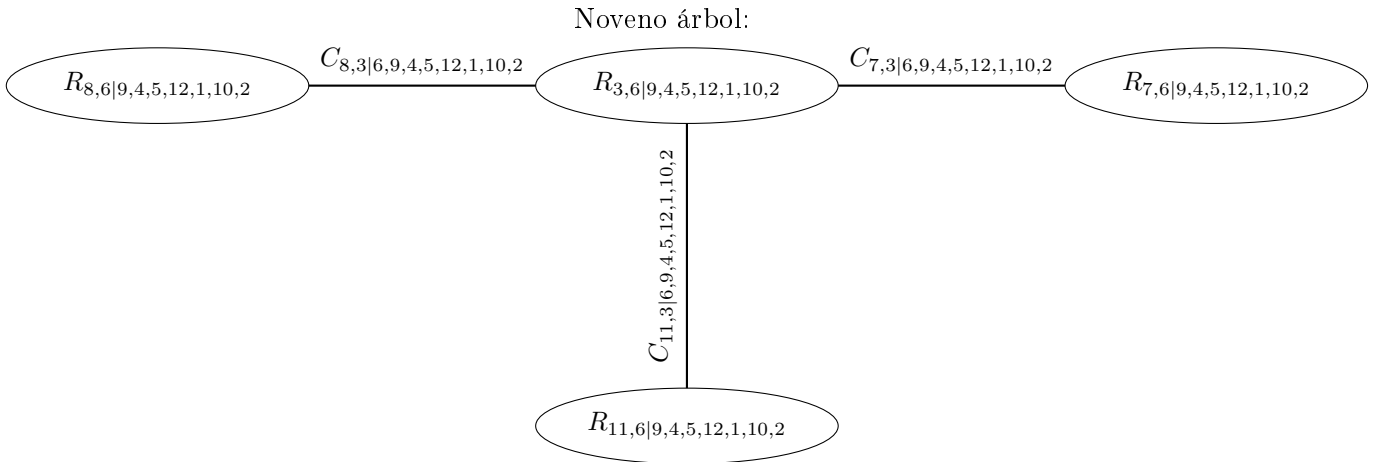 Noveno árbol:
C_{8,3|6,9,4,5,12,1,10,2}
C_{7,3|6,9,4,5,12,1,10,2}
R_{8,6|9,4,5,12,1,10,2}
R_{3,6|9,4,5,12,1,10,2}
R_{7,6|9,4,5,12,1,10,2}
C_{11,3|6,9,4,5,12,1,10,2}
R_{11,6|9,4,5,12,1,10,2}